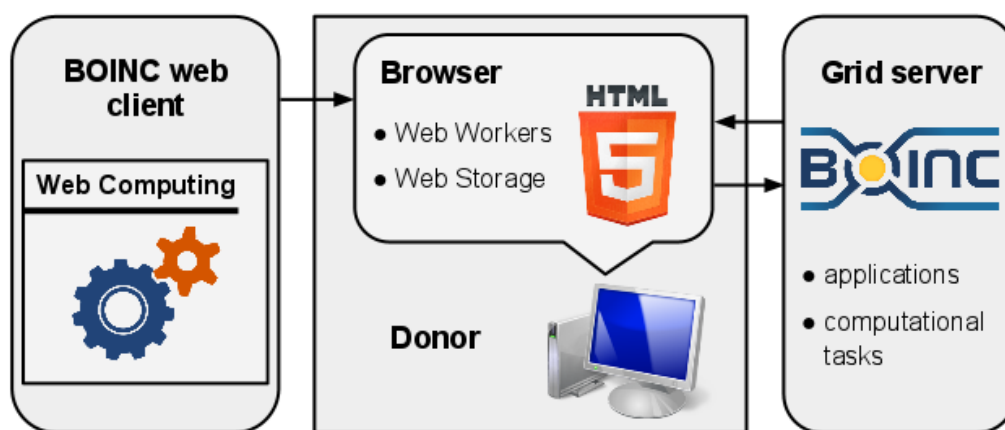 BOINC web
client
Web Computing
Browser
HTML
5
● Web Workers
● Web Storage
Donor
Grid server
BOINC
● applications
● computational
tasks